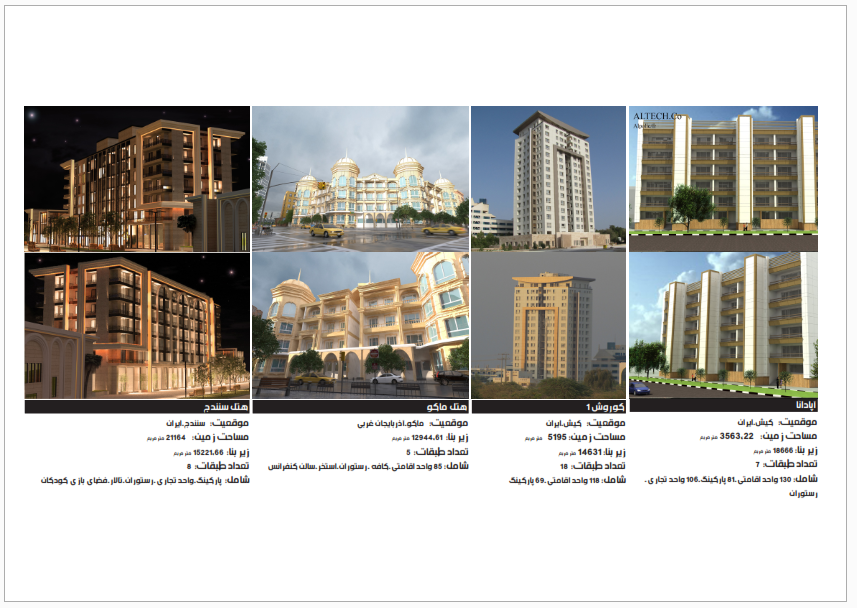 ALTECH.Co
آپادانا
موقعیت: کیش.ایران
مساحت زمین: 3563.22 متر مربع
زیر بنا: 18666 متر مربع
تعداد طبقات: 7
شامل: 130 واحد اقامتی.81 پارکینگ.106 واحد تجاری.
رستوران
کوروش 1
موقعیت: کیش.ایران
مساحت زمین: 5195 متر مربع
زیر بنا: 14631 متر مربع
تعداد طبقات: 18
شامل: 118 واحد اقامتی.69 پارکینگ
هتل ماکو
موقعیت: ماکو.آذربایجان غربی
زیر بنا: 12944.61 متر مربع
تعداد طبقات: 5
شامل: 85 واحد اقامتی.کافه .رستوران.استخر.سالن کنفرانس
هتل سنندج
موقعیت: سنندج.ایران
مساحت زمین: 21164 متر مربع
زیر بنا: 15221.66 متر مربع
تعداد طبقات: 8
شامل: پارکینگ.واحد تجاری.رستوران.تالار.فضای بازی کودکان